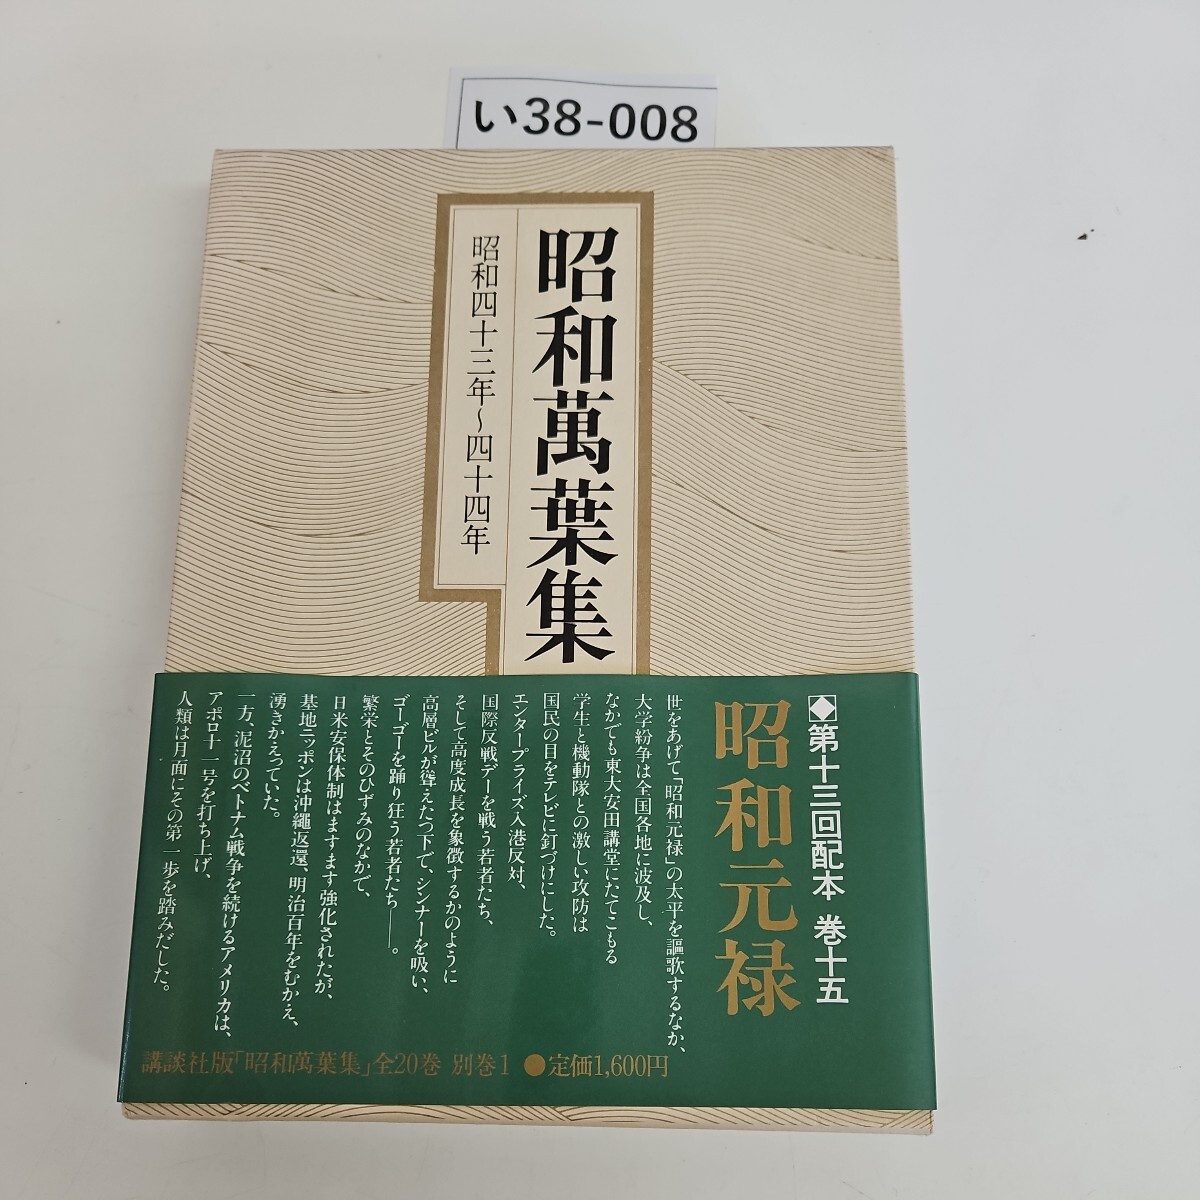 い38-008
昭和萬葉集
昭和四十三年~四十四年
◆第十三回配本 巻十五
昭和元禄
世をあげて「昭和元禄」の太平を謳歌するなか、
大学紛争は全国各地に波及し、
なかでも東大安田講堂にたてこもる
学生と機動隊との激しい攻防は
国民の目をテレビに釘づけにした。
エンタープライズ入港反対、
国際反戦デーを戦う若者たち、
そして高度成長を象徴するかのように
高層ビルが聳えたつ下で、シンナーを吸い、
ゴーゴーを踊り狂う若者たち——。
繁栄とそのひずみのなかで、
日米安保体制はますます強化されたが、
基地ニッポンは沖縄返還、明治百年をむかえ、
湧きかえっていた。
一方、泥沼のベトナム戦争を続けるアメリカは、
アポロ十一号を打ち上げ、
人類は月面にその第一歩を踏みだした。
講談社版「昭和萬葉集」全20巻 別巻1 ●定価1,600円